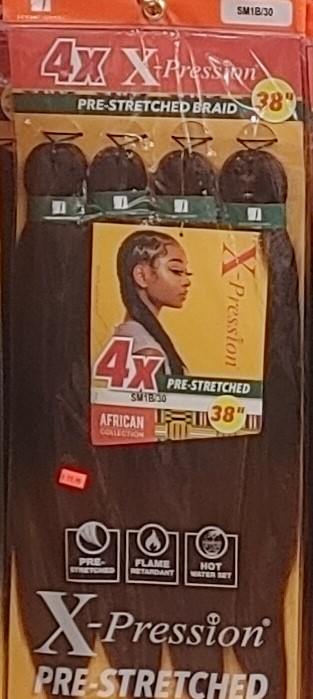 SM1B/30
4X X-Pression
PRE-STRETCHED BRAID
38"
X-Pression
4X
PRE-STRETCHED
SM1B/30
38"
AFRICAN
COLLECTION
PRE-
STRETCHED
FLAME
RETARDANT
HOT
WATER SET
X-Pression®
PRE-STRETCHED